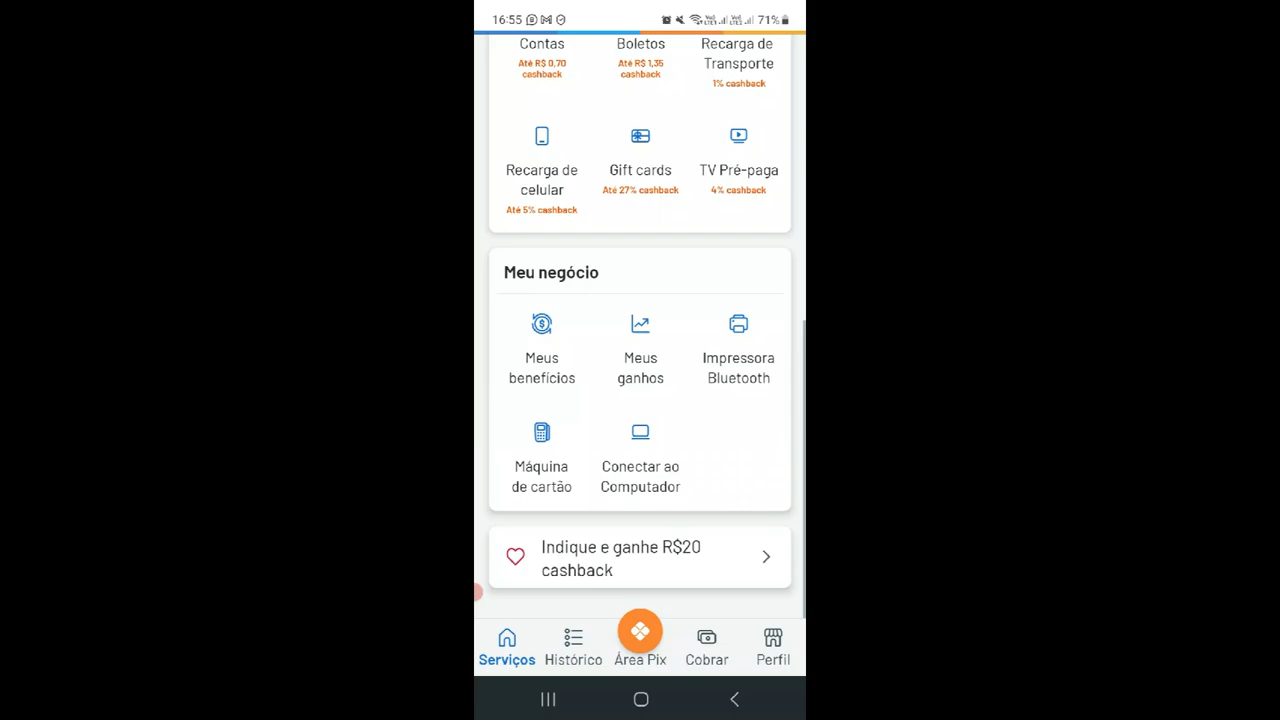 16:55 71%
Contas Boletos Recarga de
Transporte
Até R$ 0,70 Até R$ 1,35
cashback cashback
1% cashback
Recarga de Gift cards TV Pré-paga
celular Até 27% cashback 4% cashback
Até 5% cashback
Meu negócio
Meus Meus Impressora
benefícios ganhos Bluetooth
Máquina Conectar ao
de cartão Computador
Indique e ganhe R$20
cashback
Serviços Histórico Área Pix Cobrar Perfil